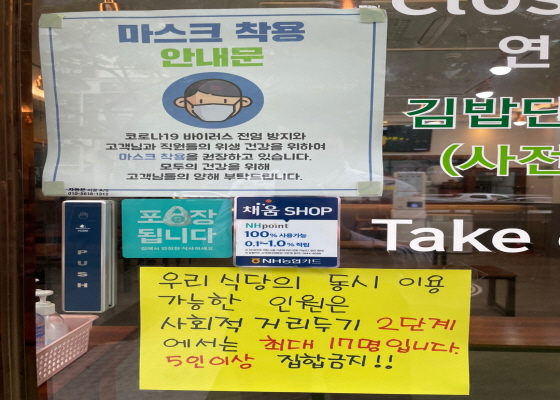 마스크 착용
안내문
코로나19 바이러스 전염 방지와
고객님과 직원들의 위생 건강을 위하여
마스크 착용을 권장하고 있습니다.
모두의 건강을 위해
고객님들의 양해 부탁드립니다.
연
김밥단
(사전
Take
PUSH
포장
됩니다
채움 SHOP
NHpoint
100% 사용가능
0.1~1.0% 적립
NH농협카드
우리 식당의 동시 이용
가능한 인원은
사회적 거리두기 2단계
에서는 최대 17명입니다.
5인이상 집합금지!!